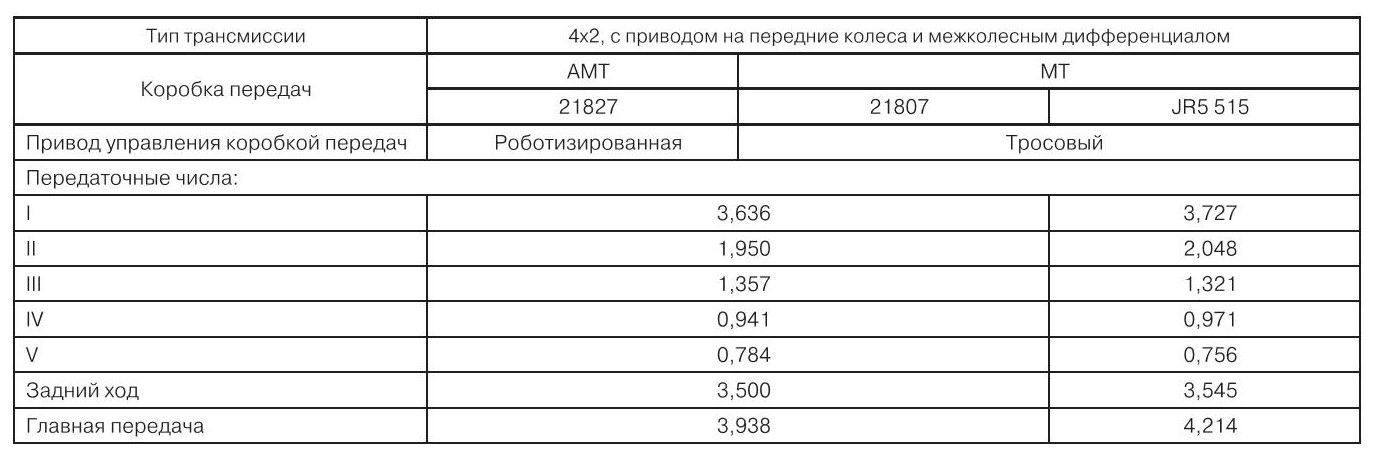 Тип трансмиссии 4х2, с приводом на передние колеса и межколесным дифференциалом
Коробка передач АМТ МТ
21827 21807 JR5 515
Привод управления коробкой передач Роботизированная Тросовый
Передаточные числа:
I 3,636 3,727
II 1,950 2,048
III 1,357 1,321
IV 0,941 0,971
V 0,784 0,756
Задний ход 3,500 3,545
Главная передача 3,938 4,214